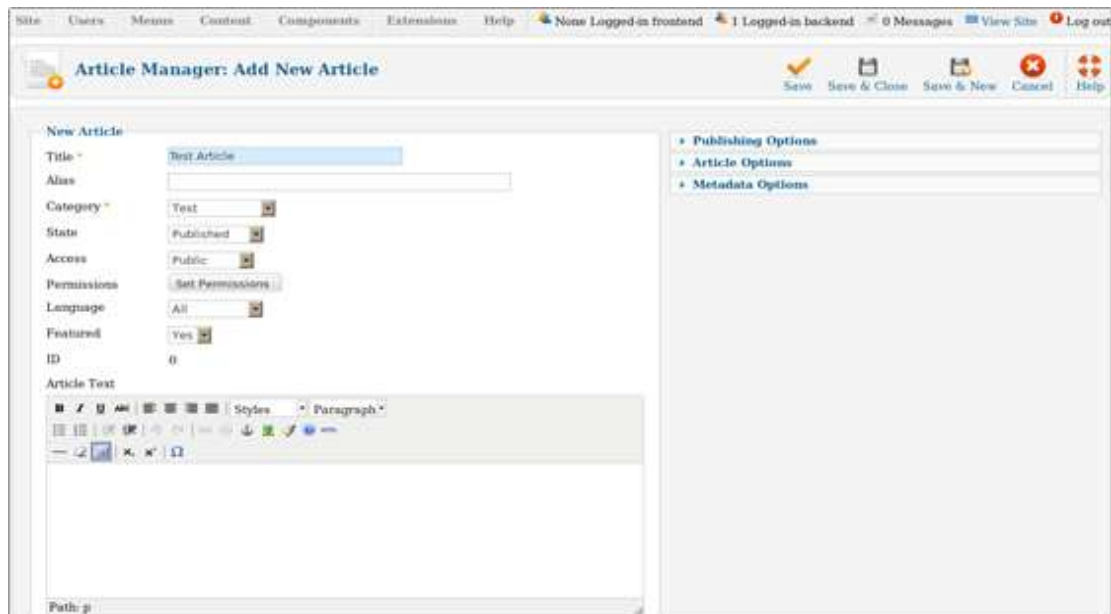 Site Users Menus Content Components Extensions Help None Logged-in frontend 1 Logged-in backend 0 Messages View Site Log out
Article Manager: Add New Article
Save Save & Close Save & New Cancel Help
New Article
Title * Test Article
Alias
Category * Text
State Published
Access Public
Permissions Set Permissions
Language All
Featured Yes
ID 0
Article Text
B I U ABC Styles Paragraph
Ω
Path: p
Publishing Options
Article Options
Metadata Options